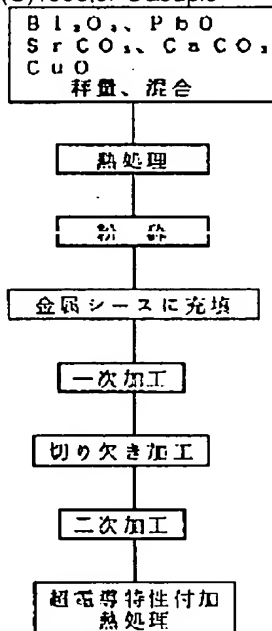 Bi₂O₃、PbO
SrCO₃、CaCO₃
CuO
秤量、混合
熱処理
粉砕
金属シースに充填
一次加工
切り欠き加工
二次加工
超電導特性付加
熱処理